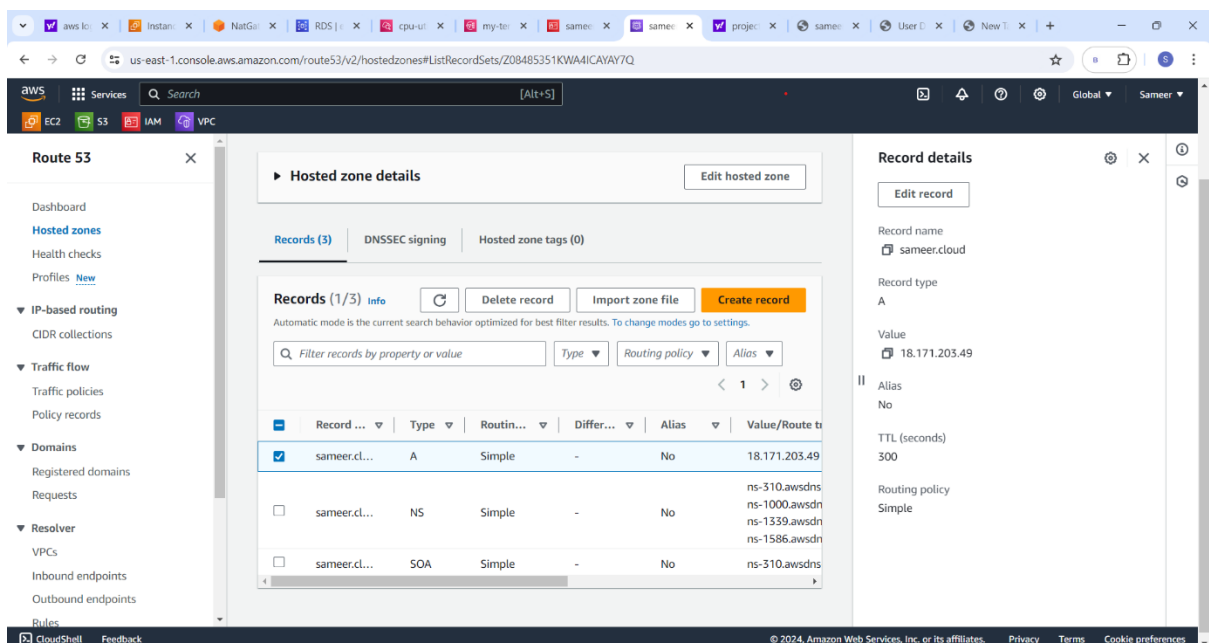 aws lo
Instanc
NatGa
RDS | e
cpu-ut
my-ter
samee
samee
projec
samee
User D
New T
us-east-1.console.aws.amazon.com/route53/v2/hostedzones#ListRecordSets/Z08485351KWA4ICAYAY7Q
B
S
aws Services Search [Alt+S] Global ▼ Sameer ▼
EC2 S3 IAM VPC
Route 53
Dashboard
Hosted zones
Health checks
Profiles New
▼ IP-based routing
CIDR collections
▼ Traffic flow
Traffic policies
Policy records
▼ Domains
Registered domains
Requests
▼ Resolver
VPCs
Inbound endpoints
Outbound endpoints
Rules
▶ Hosted zone details
Edit hosted zone
Records (3) DNSSEC signing Hosted zone tags (0)
Records (1/3) Info Delete record Import zone file Create record
Automatic mode is the current search behavior optimized for best filter results. To change modes go to settings.
Filter records by property or value Type ▼ Routing policy ▼ Alias ▼
1
Record ... Type Routin... Differ... Alias Value/Route tr
sameer.cl... A Simple - No 18.171.203.49
sameer.cl... NS Simple - No ns-310.awsdns
ns-1000.awsdn
ns-1339.awsdn
ns-1586.awsdn
sameer.cl... SOA Simple - No ns-310.awsdns
Record details
Edit record
Record name
sameer.cloud
Record type
A
Value
18.171.203.49
Alias
No
TTL (seconds)
300
Routing policy
Simple
CloudShell Feedback © 2024, Amazon Web Services, Inc. or its affiliates. Privacy Terms Cookie preferences